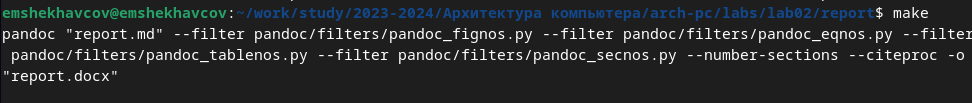 emshekhavcov@emshekhavcov:~/work/study/2023-2024/Архитектура компьютера/arch-pc/labs/lab02/report$ make
pandoc "report.md" --filter pandoc/filters/pandoc_fignos.py --filter pandoc/filters/pandoc_eqnos.py --filter
pandoc/filters/pandoc_tablenos.py --filter pandoc/filters/pandoc_secnos.py --number-sections --citeproc -o
"report.docx"